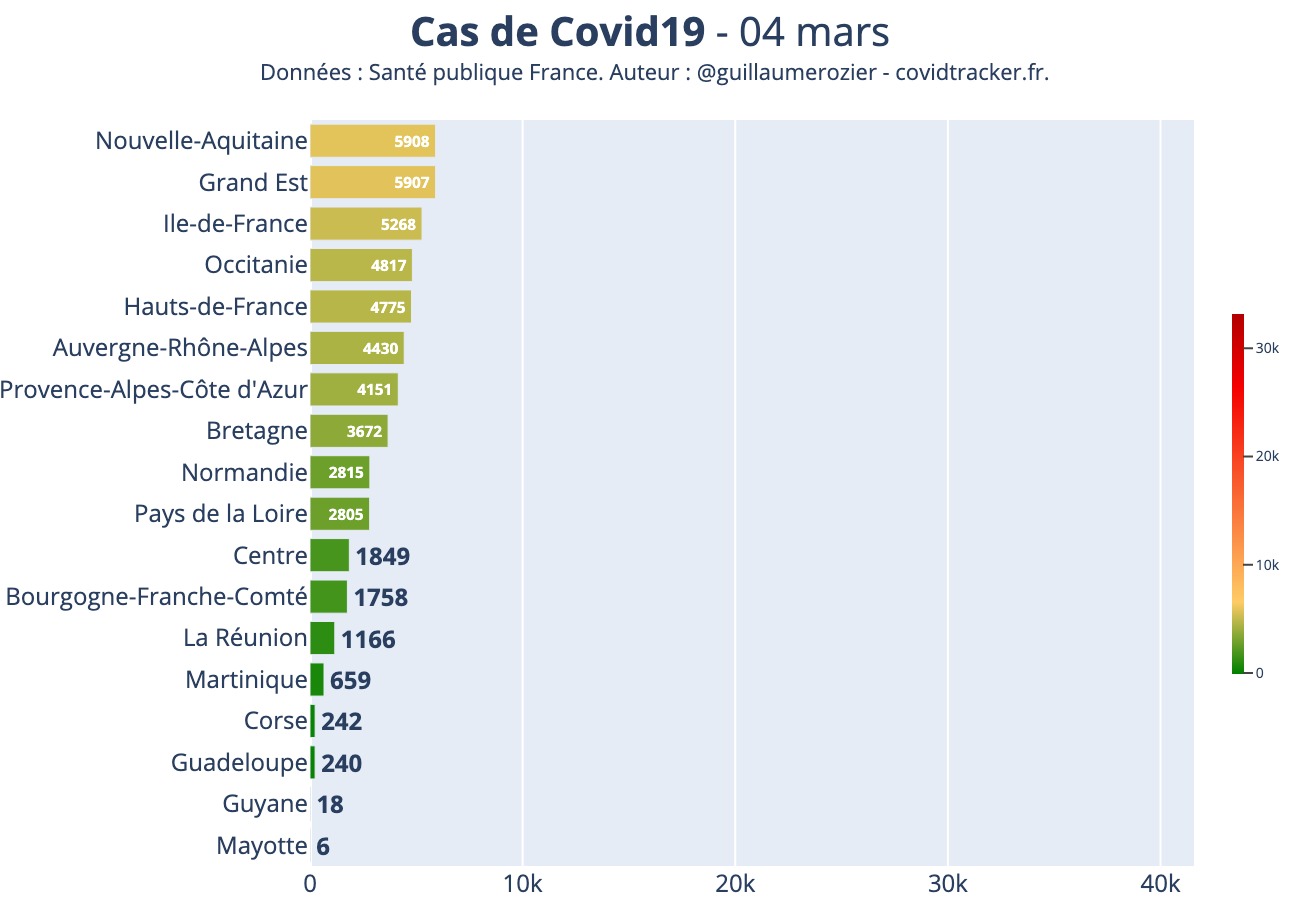 Cas de Covid19 - 04 mars
Données : Santé publique France. Auteur : @guillaumerozier - covidtracker.fr.
Nouvelle-Aquitaine 5908
Grand Est 5907
Ile-de-France 5268
Occitanie 4817
Hauts-de-France 4775
Auvergne-Rhône-Alpes 4430
Provence-Alpes-Côte d'Azur 4151
Bretagne 3672
Normandie 2815
Pays de la Loire 2805
Centre 1849
Bourgogne-Franche-Comté 1758
La Réunion 1166
Martinique 659
Corse 242
Guadeloupe 240
Guyane 18
Mayotte 6
0 10k 20k 30k 40k
30k
20k
10k
0